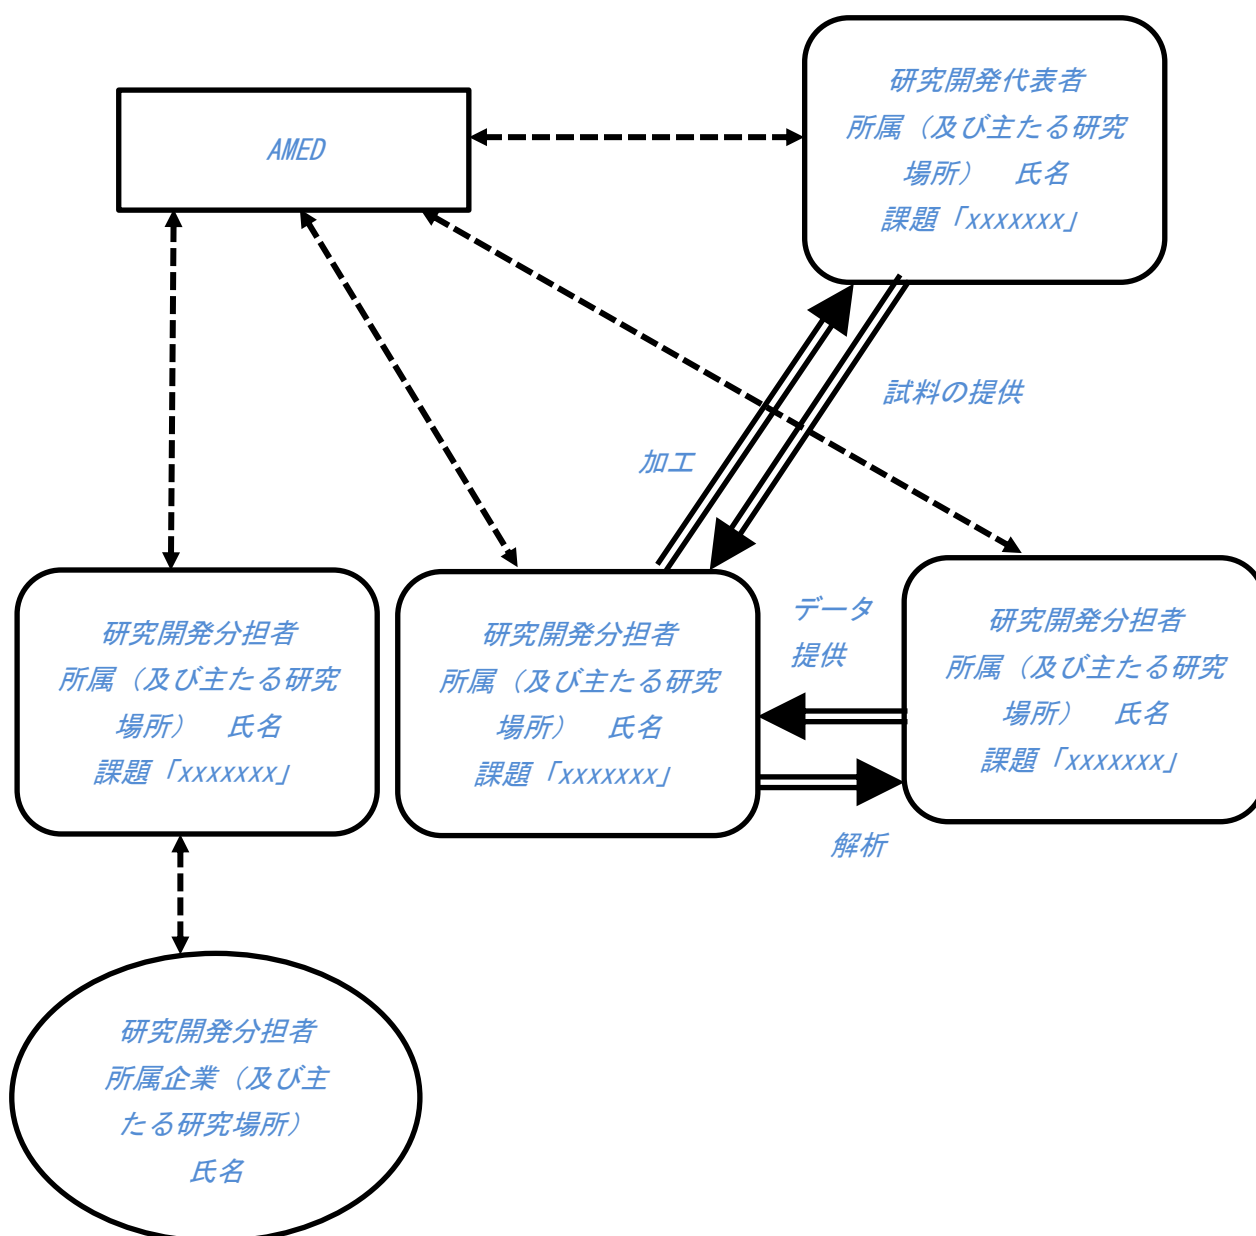 研究開発代表者
所属（及び主たる研究
場所）　氏名
課題「xxxxxxx」
AMED
試料の提供
加工
研究開発分担者
所属（及び主たる研究
場所）　氏名
課題「xxxxxxx」
研究開発分担者
所属（及び主たる研究
場所）　氏名
課題「xxxxxxx」
データ
提供
研究開発分担者
所属（及び主たる研究
場所）　氏名
課題「xxxxxxx」
解析
研究開発分担者
所属企業（及び主
たる研究場所）
氏名